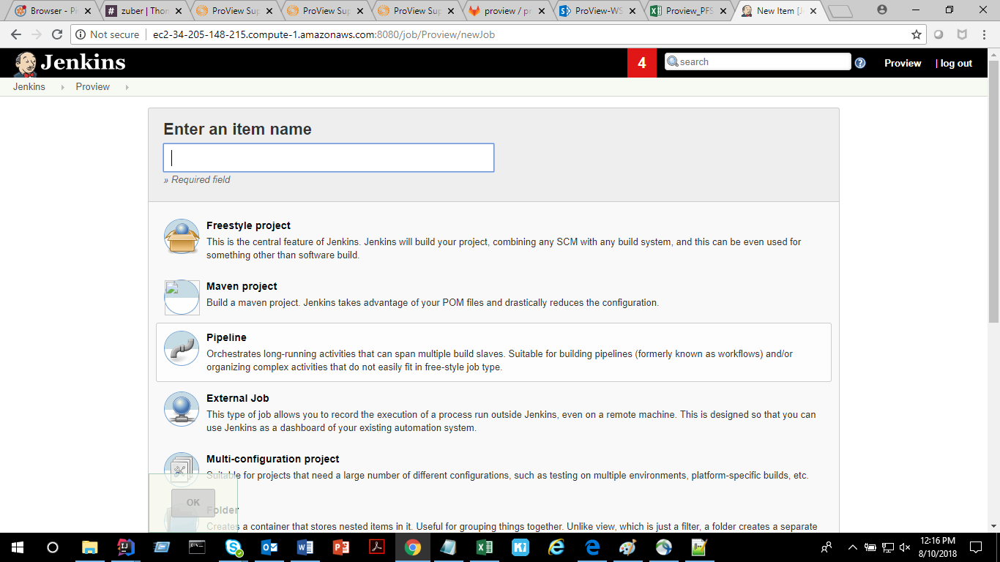 Browser - P
zuber | Thor
ProView Sup
ProView Sup
ProView Sup
proview / p
ProView-WS
Proview_PFS
New Item [J
Not secure
ec2-34-205-148-215.compute-1.amazonaws.com:8080/job/Proview/newJob
Jenkins
4
search
?
Proview
| log out
Jenkins
Proview
Enter an item name
» Required field
Freestyle project
This is the central feature of Jenkins. Jenkins will build your project, combining any SCM with any build system, and this can be even used for
something other than software build.
Maven project
Build a maven project. Jenkins takes advantage of your POM files and drastically reduces the configuration.
Pipeline
Orchestrates long-running activities that can span multiple build slaves. Suitable for building pipelines (formerly known as workflows) and/or
organizing complex activities that do not easily fit in free-style job type.
External Job
This type of job allows you to record the execution of a process run outside Jenkins, even on a remote machine. This is designed so that you can
use Jenkins as a dashboard of your existing automation system.
Multi-configuration project
Suitable for projects that need a large number of different configurations, such as testing on multiple environments, platform-specific builds, etc.
OK
Folder
Creates a container that stores nested items in it. Useful for grouping things together. Unlike view, which is just a filter, a folder creates a separate
12:16 PM
8/10/2018